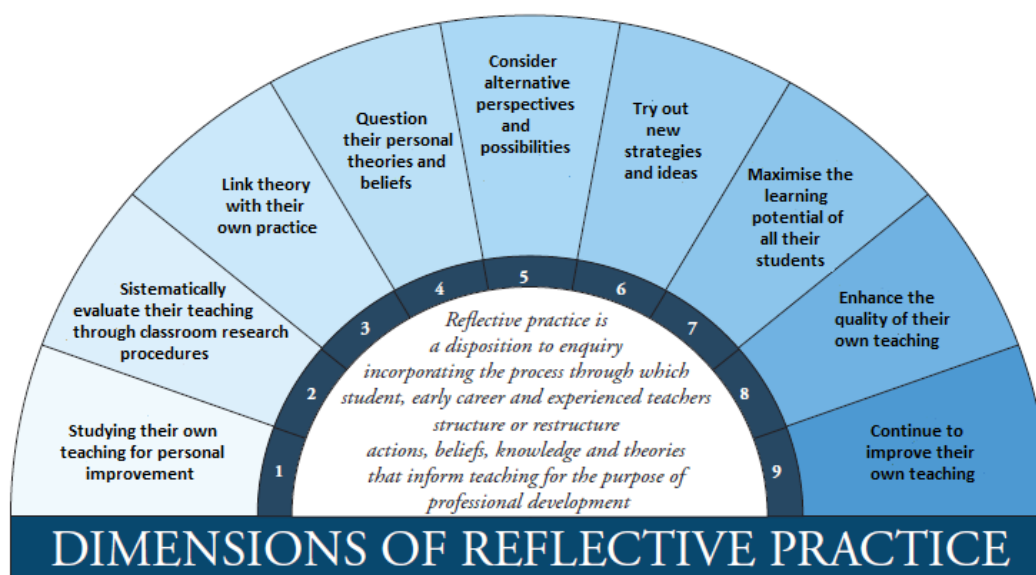 Studying their own
teaching for personal
improvement
1
Sistematically
evaluate their teaching
through classroom research
procedures
2
Link theory
with their
own practice
3
Question
their personal
theories and
beliefs
4
Consider
alternative
perspectives
and
possibilities
5
Try out
new
strategies
and ideas
6
Maximise the
learning
potential of
all their
students
7
Enhance the
quality of their
own teaching
8
Continue to
improve their
own teaching
9
Reflective practice is
a disposition to enquiry
incorporating the process through which
student, early career and experienced teachers
structure or restructure
actions, beliefs, knowledge and theories
that inform teaching for the purpose of
professional development
DIMENSIONS OF REFLECTIVE PRACTICE